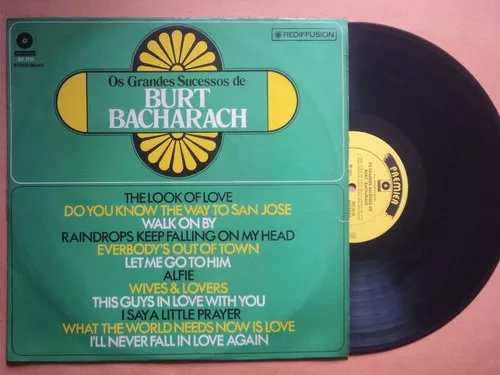 REDIFFUSION
Os Grandes Sucessos de
BURT
BACHARACH
THE LOOK OF LOVE
DO YOU KNOW THE WAY TO SAN JOSE
WALK ON BY
RAINDROPS KEEP FALLING ON MY HEAD
EVERYBODY'S OUT OF TOWN
LET ME GO TO HIM
ALFIE
WIVES & LOVERS
THIS GUYS IN LOVE WITH YOU
I SAY A LITTLE PRAYER
WHAT THE WORLD NEEDS NOW IS LOVE
I'LL NEVER FALL IN LOVE AGAIN
PREMIER